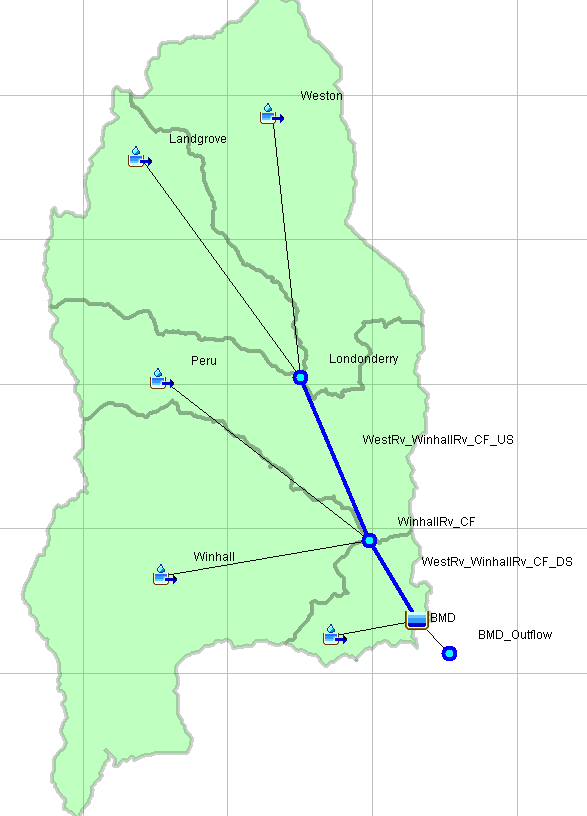 Weston
Landgrove
Peru
Londonderry
WestRv_WinhallRv_CF_US
WinhallRv_CF
Winhall
WestRv_WinhallRv_CF_DS
BMD
BMD_Outflow